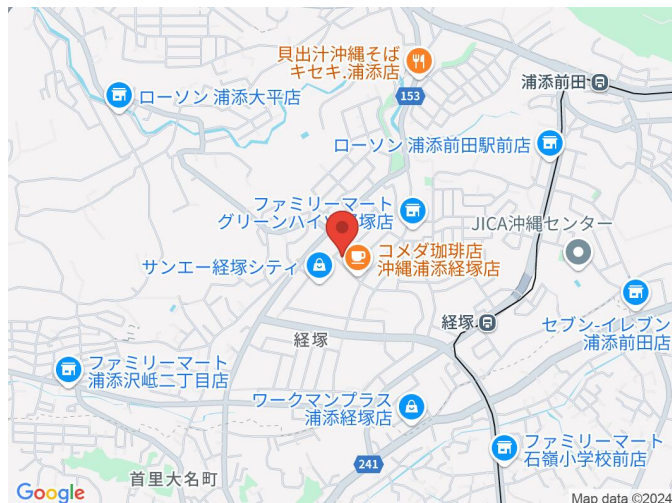 貝出汁沖縄そば
キセキ.浦添店
浦添前田
ローソン 浦添大平店
153
ローソン 浦添前田駅前店
ファミリーマート
グリーンハイツ経塚店
JICA沖縄センター
コメダ珈琲店
沖縄浦添経塚店
サンエー経塚シティ
経塚
セブン-イレブン
浦添前田店
経塚
ファミリーマート
浦添沢岻二丁目店
ワークマンプラス
浦添経塚店
ファミリーマート
石嶺小学校前店
241
首里大名町
Google
Map data ©2024